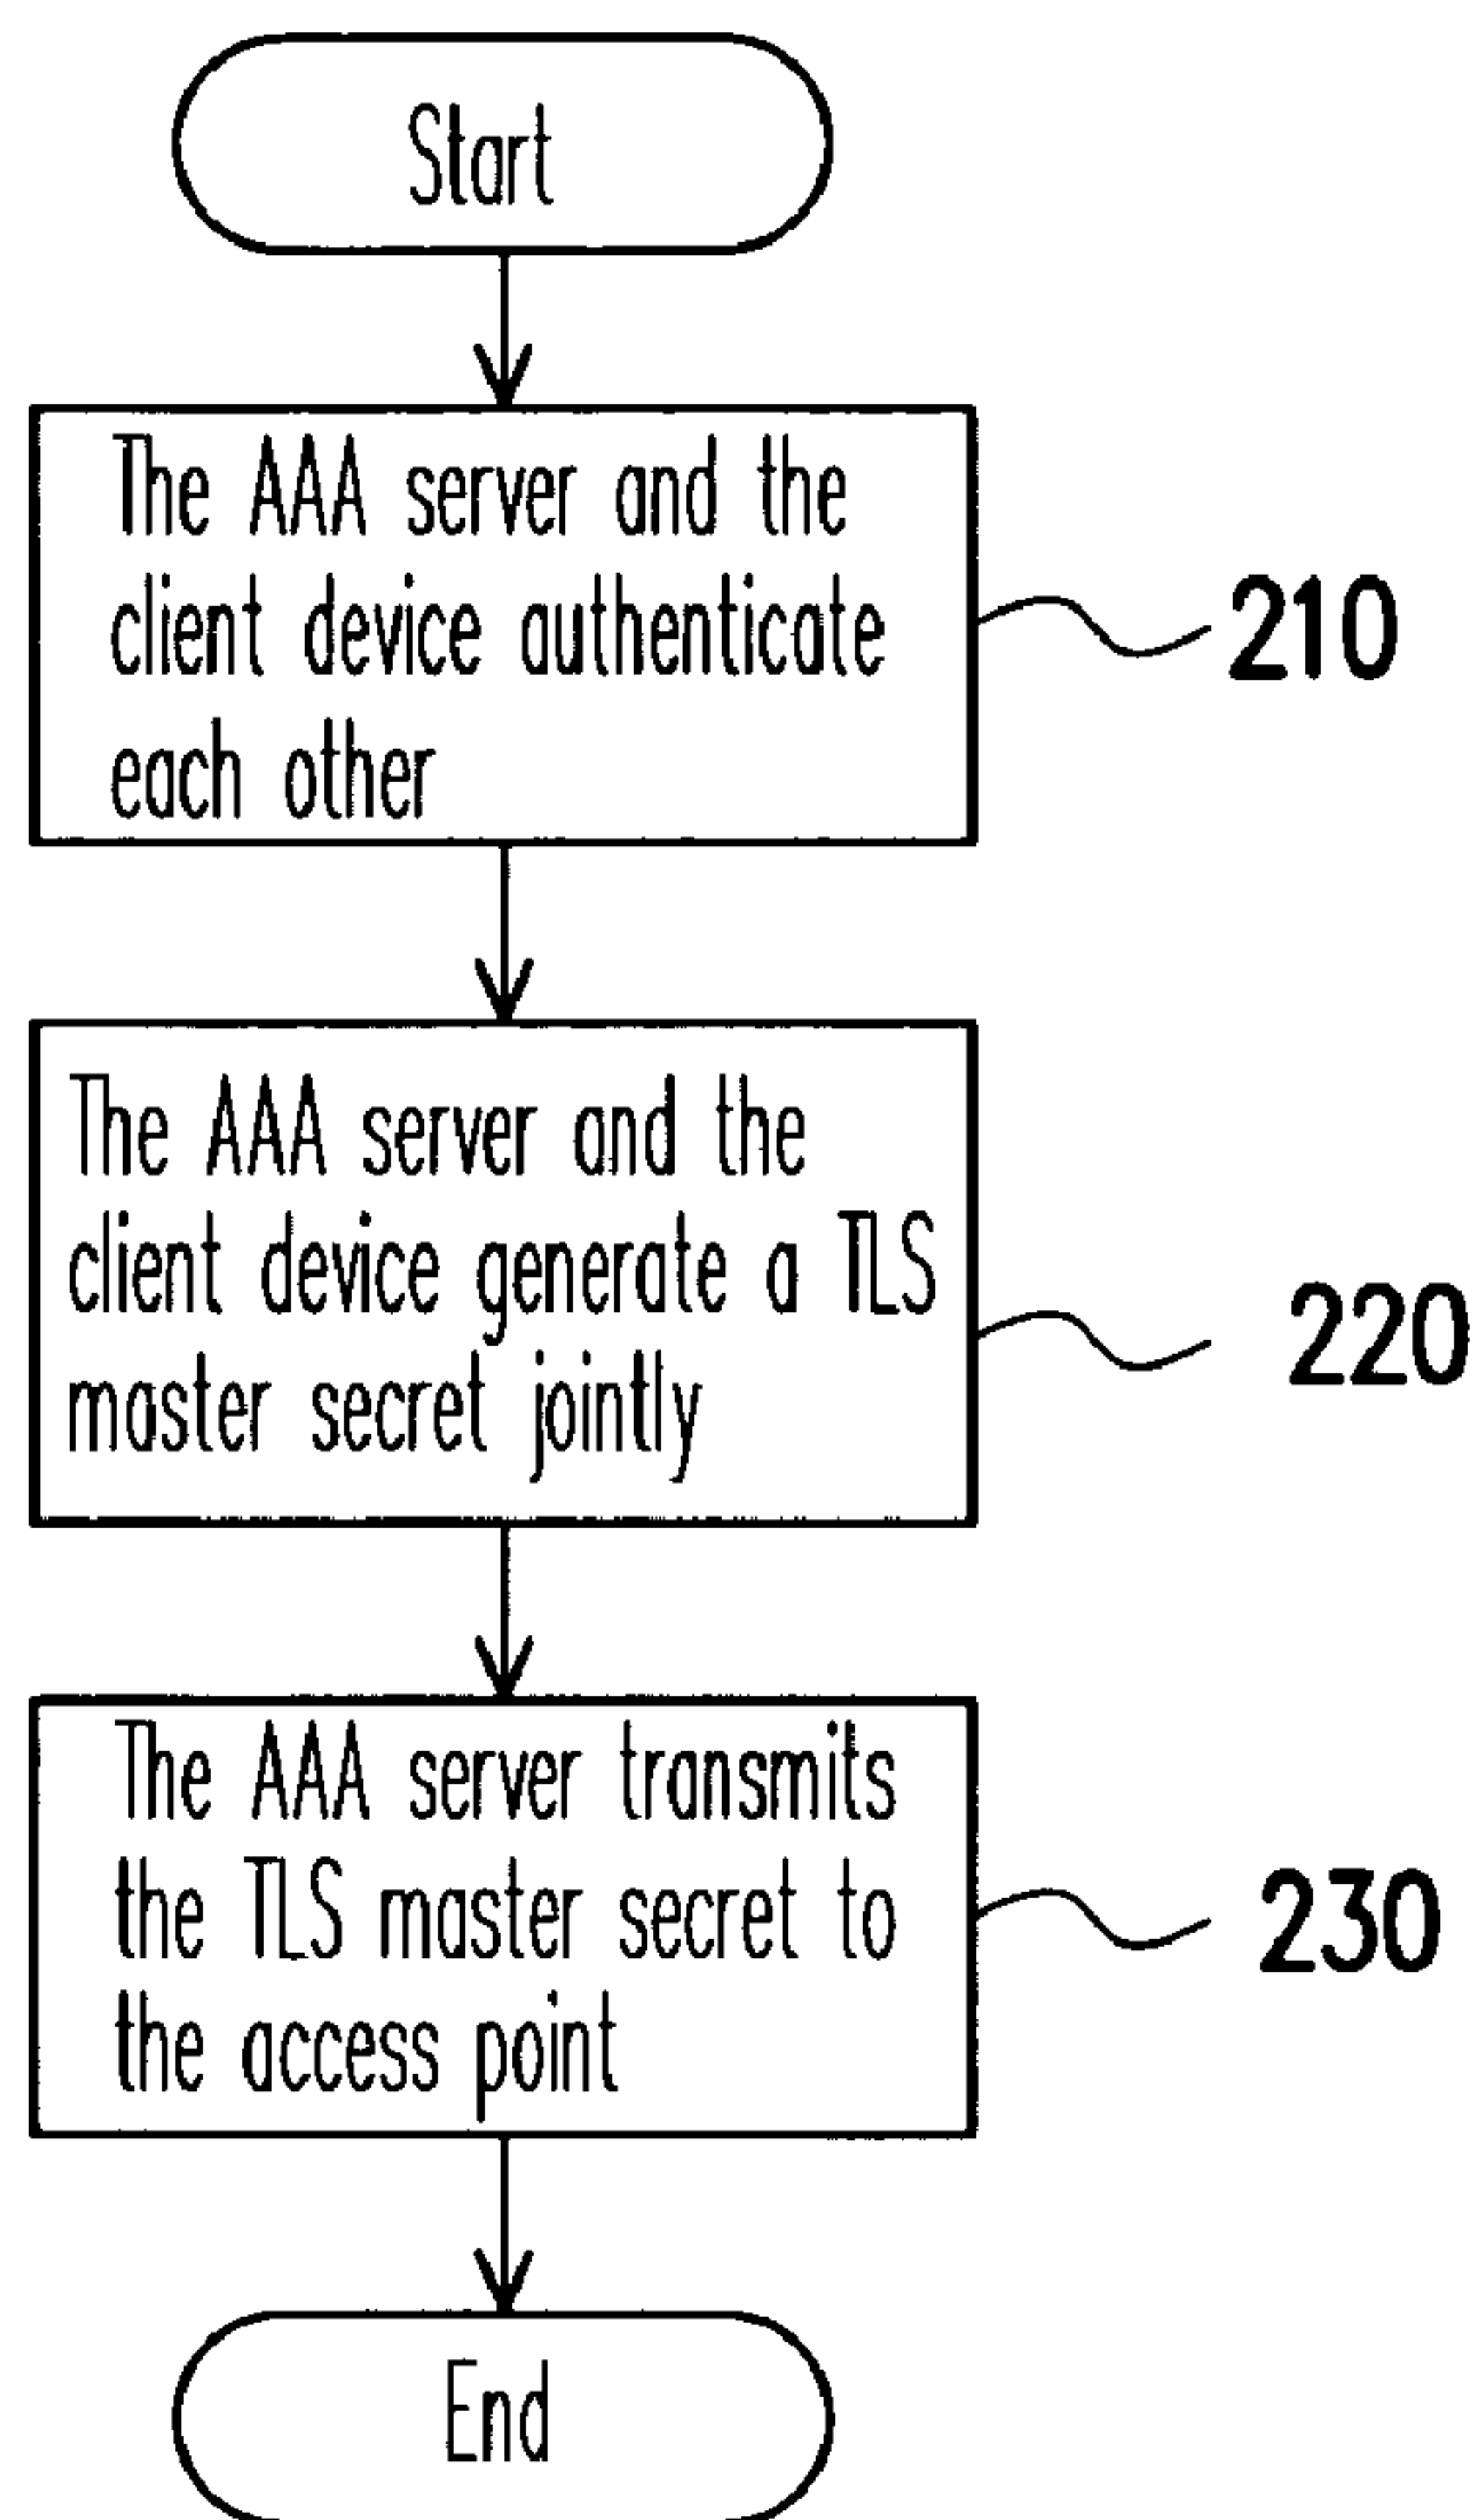 Start
The AAA server and the
client device authenticate
each other
210
The AAA server and the
client device generate a TLS
master secret jointly
220
The AAA server transmits
the TLS master secret to
the access point
230
End